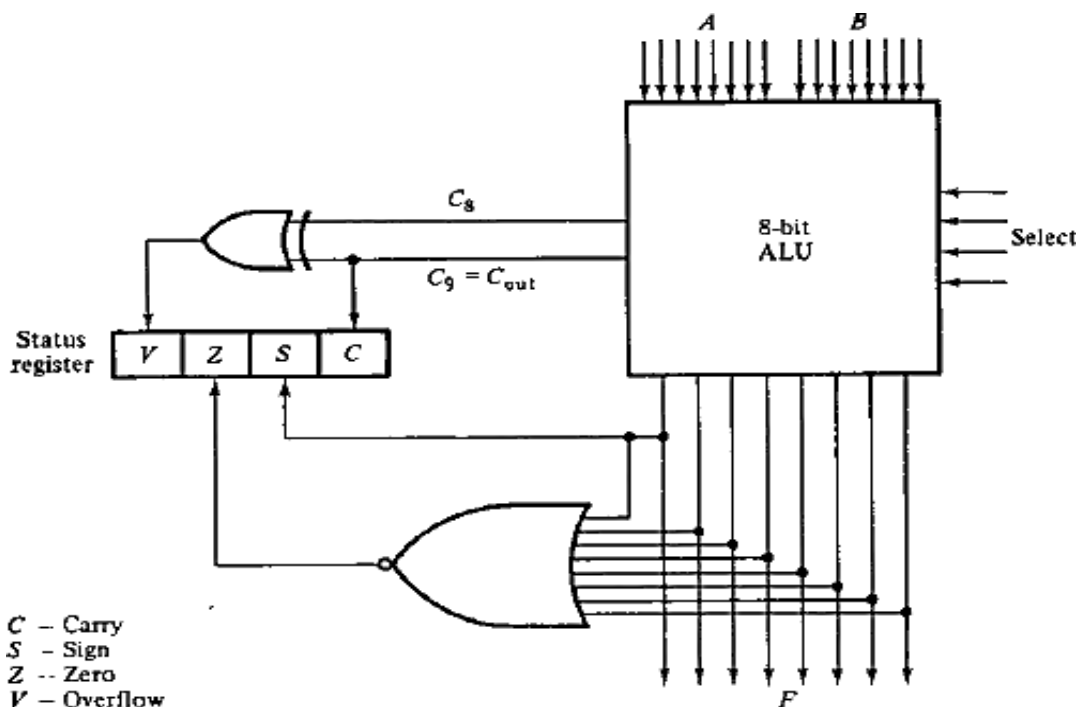 A
B
C₈
8-bit
ALU
Select
C₉ = Cout
Status
register
V
Z
S
C
C – Carry
S – Sign
Z -- Zero
V – Overflow
F